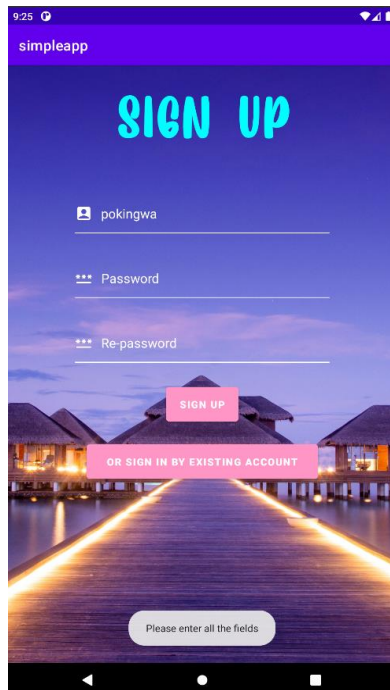 9:25
simpleapp
SIGN UP
pokingwa
Password
Re-password
SIGN UP
OR SIGN IN BY EXISTING ACCOUNT
Please enter all the fields